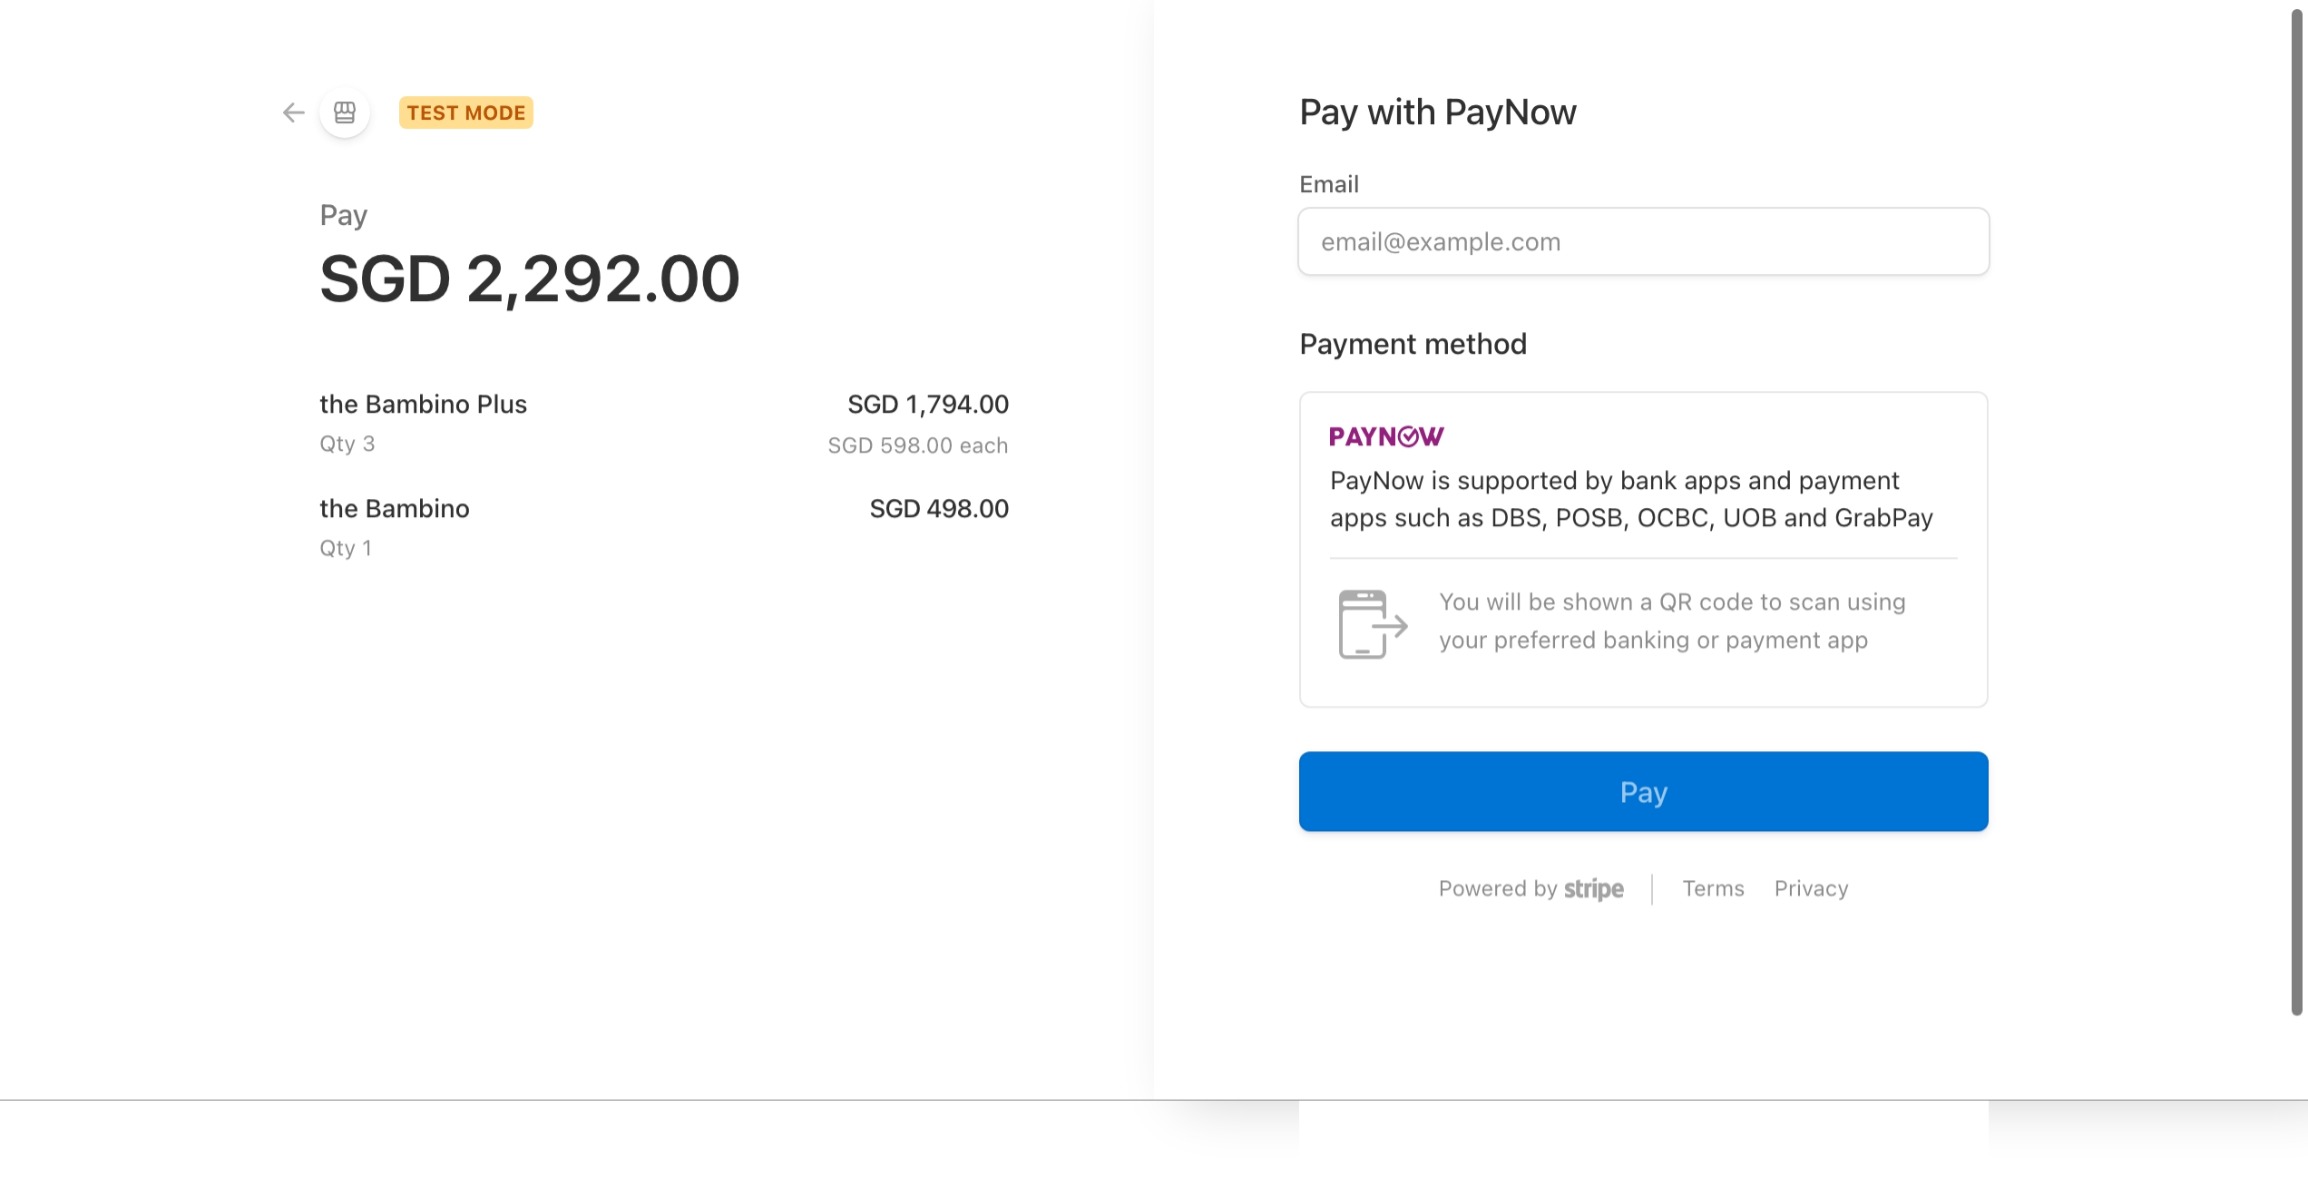 TEST MODE
Pay
SGD 2,292.00
the Bambino Plus
SGD 1,794.00
Qty 3
SGD 598.00 each
the Bambino
SGD 498.00
Qty 1
Pay with PayNow
Email
email@example.com
Payment method
PAYNOW
PayNow is supported by bank apps and payment
apps such as DBS, POSB, OCBC, UOB and GrabPay
You will be shown a QR code to scan using
your preferred banking or payment app
Pay
Powered by stripe
Terms
Privacy